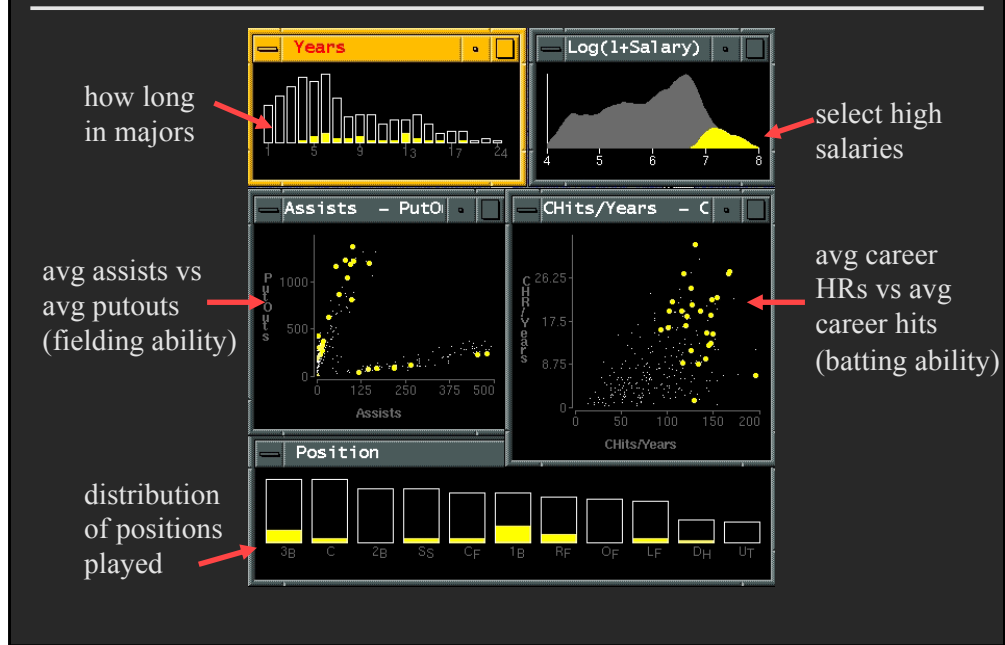 Years
Log(1+Salary)
how long
in majors
1 5 9 13 17 24
4 5 6 7 8
select high
salaries
Assists - PutO
CHits/Years - C
avg assists vs
avg putouts
(fielding ability)
PutOuts
1000
500
0
0 125 250 375 500
Assists
CHR/Years
26.25
17.5
8.75
0
0 50 100 150 200
CHits/Years
avg career
HRs vs avg
career hits
(batting ability)
Position
distribution
of positions
played
3B C 2B SS CF 1B RF OF LF DH UT